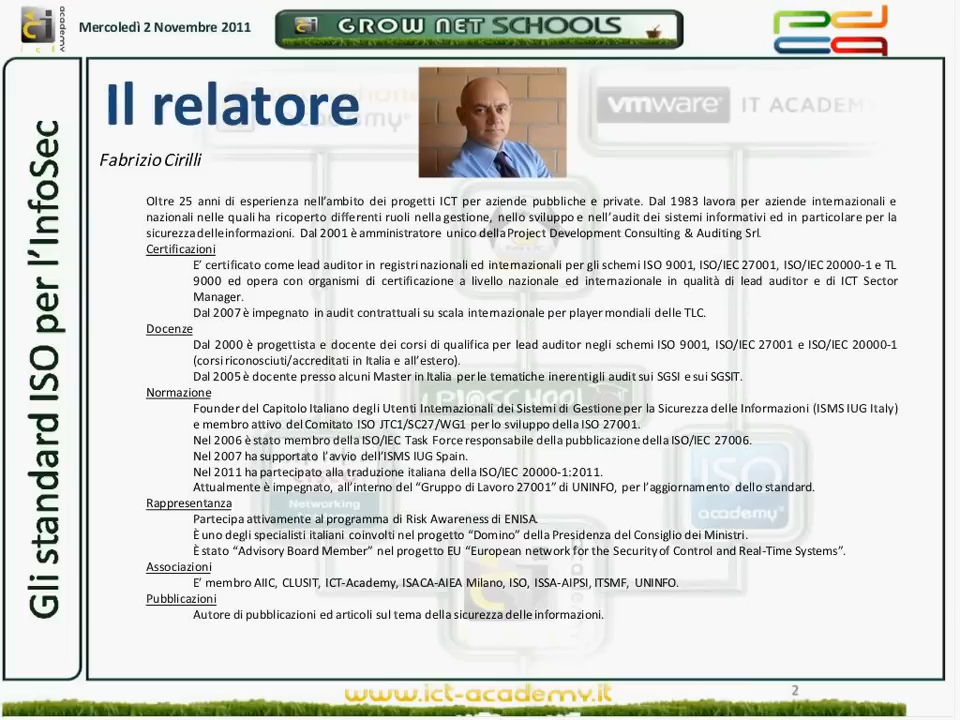 academy
ict
Mercoledì 2 Novembre 2011
GROW NET SCHOOLS
Gli standard ISO per l'InfoSec
Il relatore
vmware IT ACADEM
academy
Fabrizio Cirilli
Oltre 25 anni di esperienza nell'ambito dei progetti ICT per aziende pubbliche e private. Dal 1983 lavora per aziende internazionali e
nazionali nelle quali ha ricoperto differenti ruoli nella gestione, nello sviluppo e nell'audit dei sistemi informativi ed in particolare per la
sicurezza delle informazioni. Dal 2001 è amministratore unico della Project Development Consulting & Auditing Srl.
Certificazioni
E' certificato come lead auditor in registri nazionali ed internazionali per gli schemi ISO 9001, ISO/IEC 27001, ISO/IEC 20000-1 e TL
9000 ed opera con organismi di certificazione a livello nazionale ed internazionale in qualità di lead auditor e di ICT Sector
Manager.
Dal 2007 è impegnato in audit contrattuali su scala internazionale per player mondiali delle TLC.
Docenze
Dal 2000 è progettista e docente dei corsi di qualifica per lead auditor negli schemi ISO 9001, ISO/IEC 27001 e ISO/IEC 20000-1
(corsi riconosciuti/accreditati in Italia e all'estero).
Dal 2005 è docente presso alcuni Master in Italia per le tematiche inerenti gli audit sui SGSI e sui SGSIT.
LPI@SCHOOL
Normazione
Founder del Capitolo Italiano degli Utenti Internazionali dei Sistemi di Gestione per la Sicurezza delle Informazioni (ISMS IUG Italy)
e membro attivo del Comitato ISO JTC1/SC27/WG1 per lo sviluppo della ISO 27001.
Nel 2006 è stato membro della ISO/IEC Task Force responsabile della pubblicazione della ISO/IEC 27006.
Nel 2007 ha supportato l'avvio dell'ISMS IUG Spain.
Nel 2011 ha partecipato alla traduzione italiana della ISO/IEC 20000-1:2011.
Attualmente è impegnato, all'interno del "Gruppo di Lavoro 27001" di UNINFO, per l'aggiornamento dello standard.
Networking
ISO
academy
Rappresentanza
Partecipa attivamente al programma di Risk Awareness di ENISA.
È uno degli specialisti italiani coinvolti nel progetto "Domino" della Presidenza del Consiglio dei Ministri.
È stato "Advisory Board Member" nel progetto EU "European network for the Security of Control and Real-Time Systems".
Associazioni
E' membro AIIC, CLUSIT, ICT-Academy, ISACA-AIEA Milano, ISO, ISSA-AIPSI, ITSMF, UNINFO.
Pubblicazioni
Autore di pubblicazioni ed articoli sul tema della sicurezza delle informazioni.
www.ict-academy.it
2